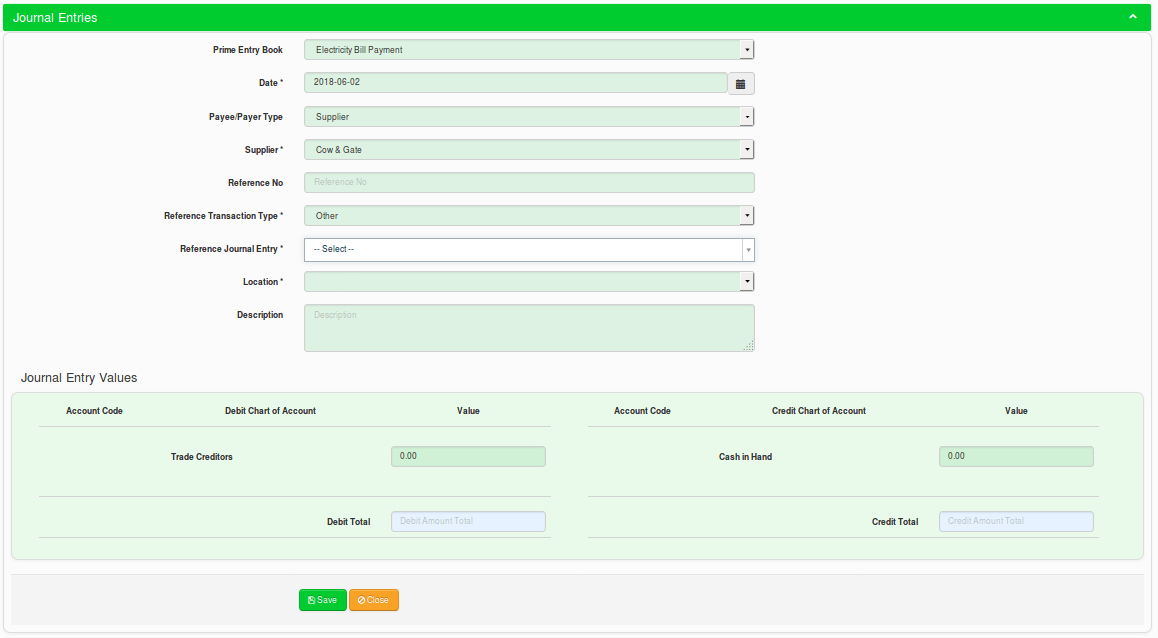 Journal Entries
Prime Entry Book Electricity Bill Payment
Date * 2018-06-02
Payee/Payer Type Supplier
Supplier * Cow & Gate
Reference No Reference No
Reference Transaction Type * Other
Reference Journal Entry * -- Select --
Location *
Description Description
Journal Entry Values
Account Code Debit Chart of Account Value Account Code Credit Chart of Account Value
Trade Creditors 0.00 Cash in Hand 0.00
Debit Total Debit Amount Total Credit Total Credit Amount Total
Save Close